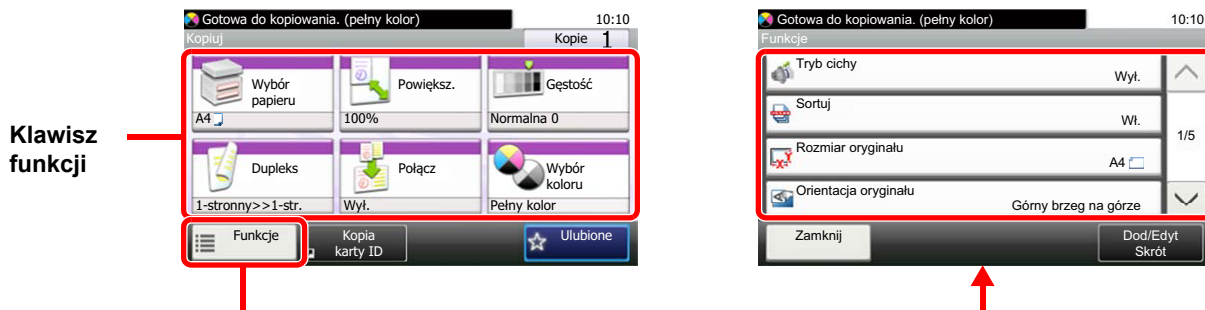 Klawisz
funkcji
Gotowa do kopiowania. (pełny kolor) 10:10
Kopiuj Kopie 1
Wybór
papieru
A4
Powiększ.
100%
Gęstość
Normalna 0
Dupleks
1-stronny>>1-str.
Połącz
Wył.
Wybór
koloru
Pełny kolor
Funkcje
Kopia
karty ID
Ulubione
Gotowa do kopiowania. (pełny kolor) 10:10
Funkcje
Tryb cichy
Wył.
Sortuj
Wł.
1/5
Rozmiar oryginału
A4
Orientacja oryginału
Górny brzeg na górze
Zamknij
Dod/Edyt
Skrót